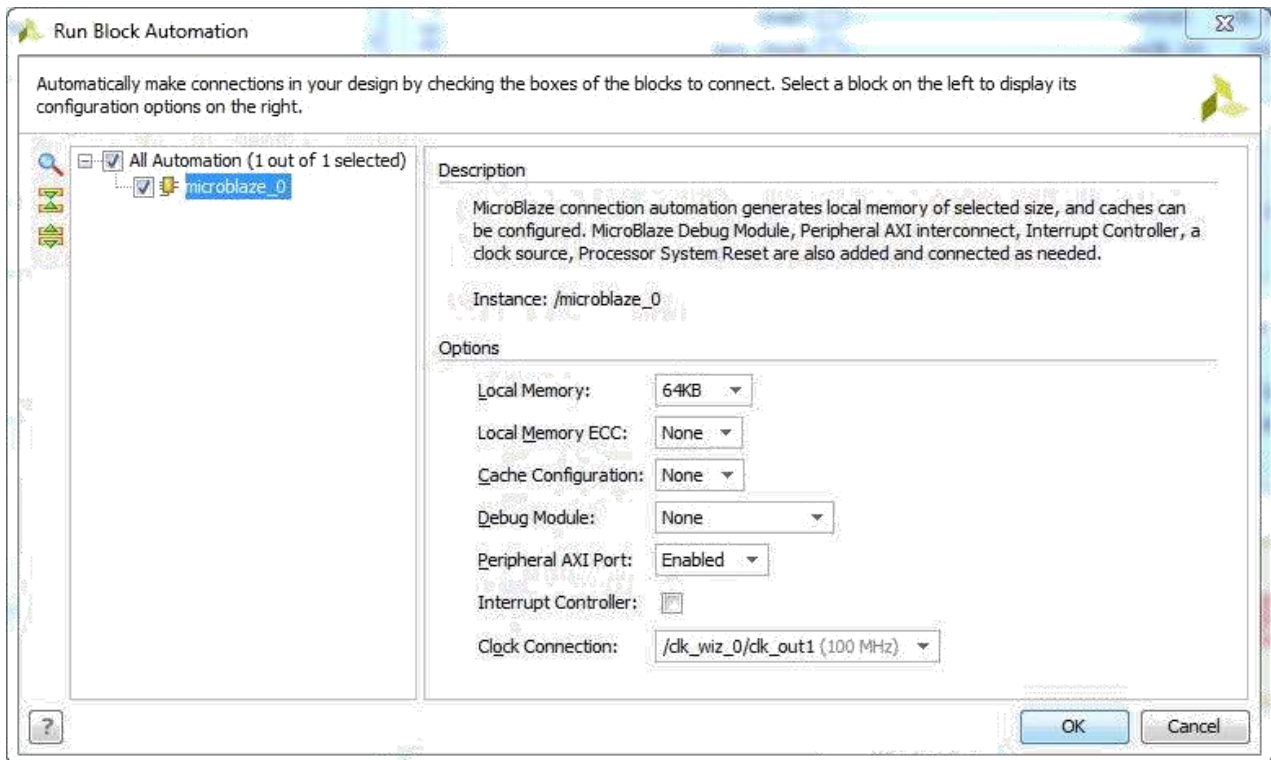 Run Block Automation
Automatically make connections in your design by checking the boxes of the blocks to connect. Select a block on the left to display its
configuration options on the right.
All Automation (1 out of 1 selected)
microblaze_0
Description
MicroBlaze connection automation generates local memory of selected size, and caches can
be configured. MicroBlaze Debug Module, Peripheral AXI interconnect, Interrupt Controller, a
clock source, Processor System Reset are also added and connected as needed.
Instance: /microblaze_0
Options
Local Memory: 64KB
Local Memory ECC: None
Cache Configuration: None
Debug Module: None
Peripheral AXI Port: Enabled
Interrupt Controller:
Clock Connection: /clk_wiz_0/clk_out1 (100 MHz)
?
OK Cancel